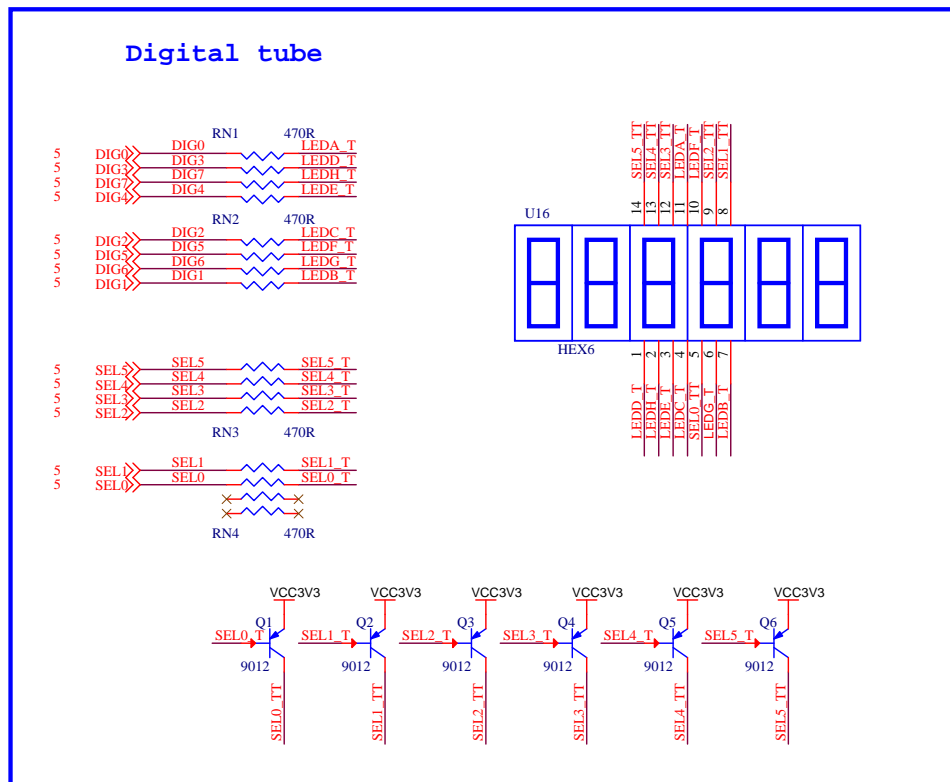 Digital tube
RN1 470R
5 DIG0 DIG0 LEDA_T
5 DIG3 DIG3 LEDD_T
5 DIG7 DIG7 LEDH_T
5 DIG4 DIG4 LEDE_T
RN2 470R
5 DIG2 DIG2 LEDC_T
5 DIG5 DIG5 LEDF_T
5 DIG6 DIG6 LEDG_T
5 DIG1 DIG1 LEDB_T
5 SEL5 SEL5 SEL5_T
5 SEL4 SEL4 SEL4_T
5 SEL3 SEL3 SEL3_T
5 SEL2 SEL2 SEL2_T
RN3 470R
5 SEL1 SEL1 SEL1_T
5 SEL0 SEL0 SEL0_T
RN4 470R
SEL5_TT SEL4_TT SEL3_TT LEDA_T LEDF_T SEL2_TT SEL1_TT
14 13 12 11 10 9 8
U16
HEX6
1 2 3 4 5 6 7
LEDD_T LEDH_T LEDE_T LEDC_T SEL0_TT LEDG_T LEDB_T
VCC3V3 VCC3V3 VCC3V3 VCC3V3 VCC3V3 VCC3V3
Q1 Q2 Q3 Q4 Q5 Q6
SEL0_T SEL1_T SEL2_T SEL3_T SEL4_T SEL5_T
9012 9012 9012 9012 9012 9012
SEL0_TT SEL1_TT SEL2_TT SEL3_TT SEL4_TT SEL5_TT